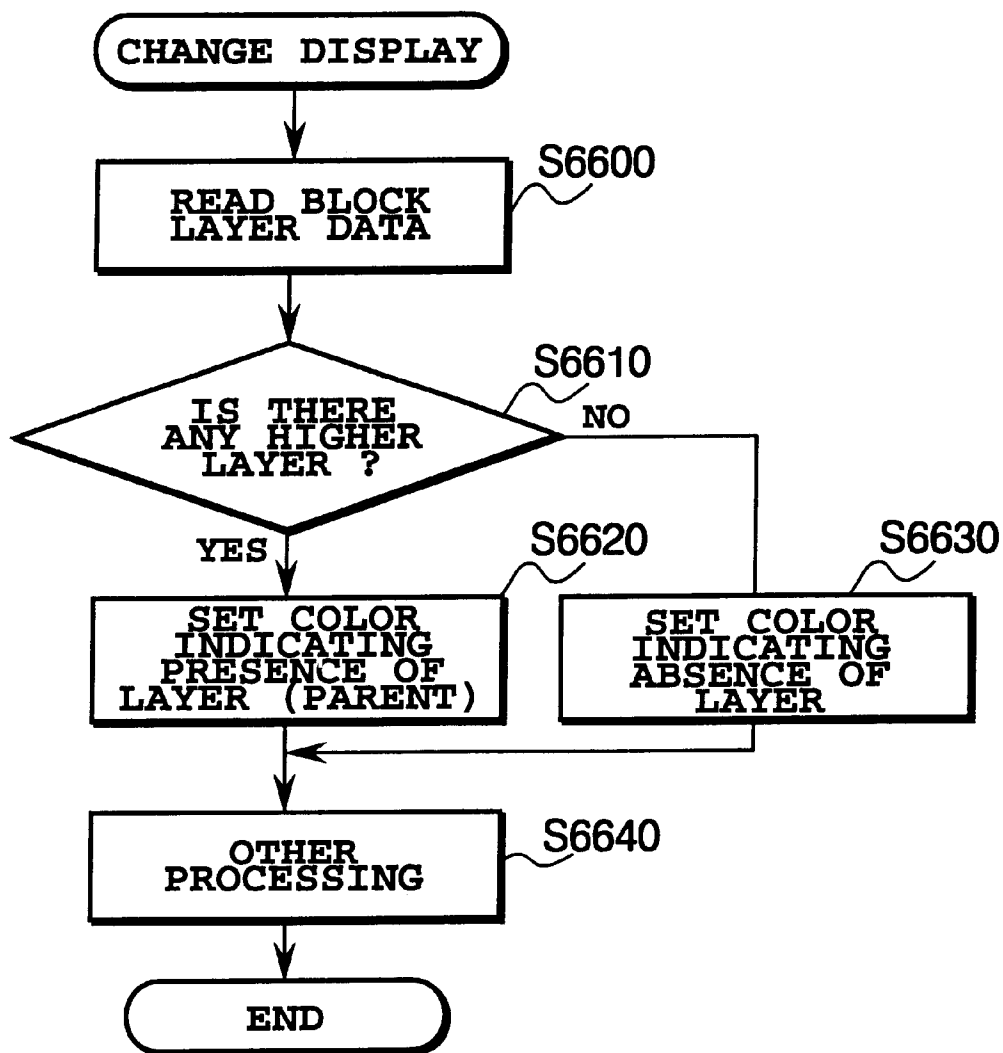 CHANGE DISPLAY
S6600
READ BLOCK
LAYER DATA
S6610
IS THERE
ANY HIGHER
LAYER ?
NO
YES
S6620
SET COLOR
INDICATING
PRESENCE OF
LAYER (PARENT)
S6630
SET COLOR
INDICATING
ABSENCE OF
LAYER
S6640
OTHER
PROCESSING
END